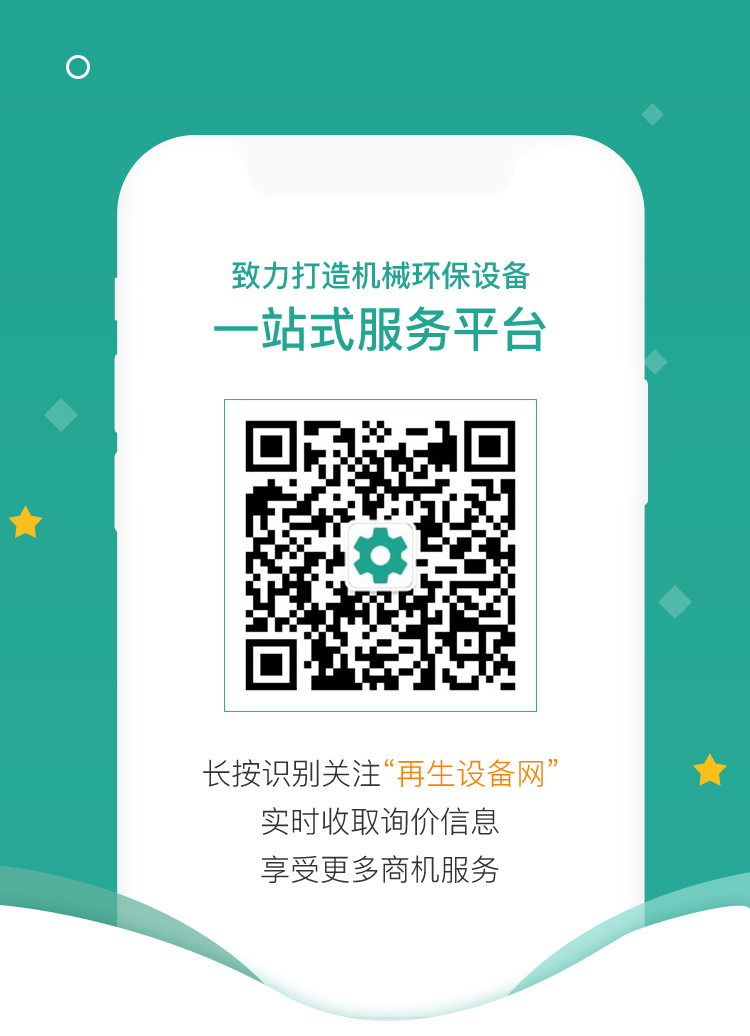 致力打造机械环保设备
一站式服务平台
长按识别关注“再生设备网”
实时收取询价信息
享受更多商机服务